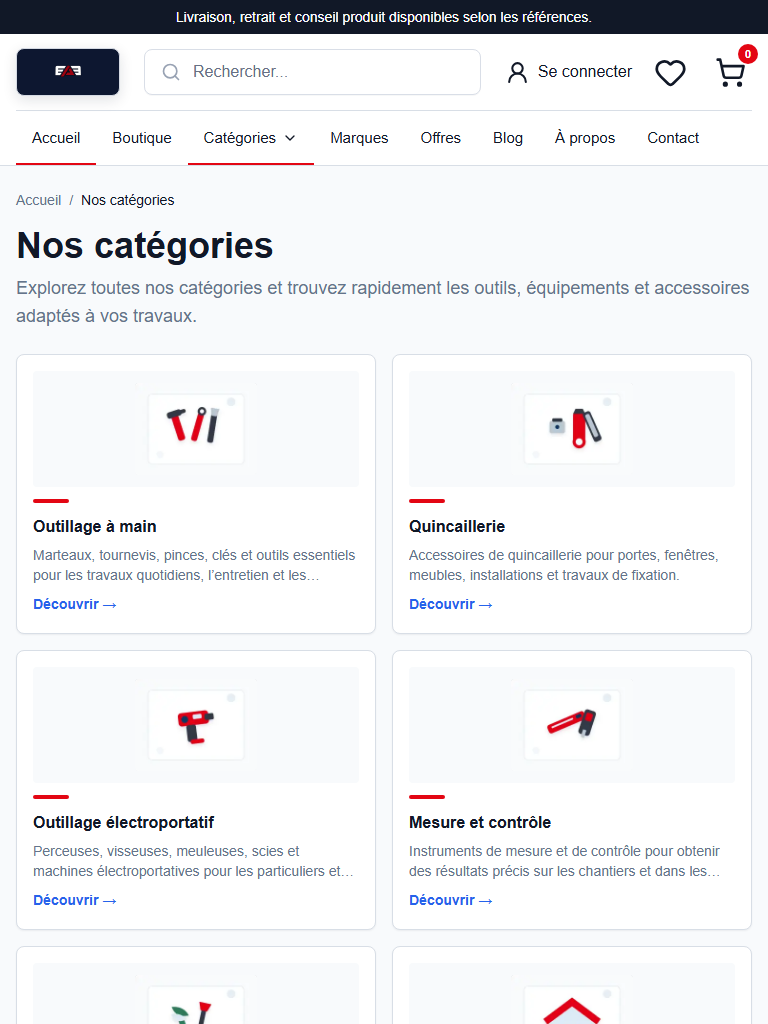 Livraison, retrait et conseil produit disponibles selon les références.
Rechercher...
Se connecter
0
Accueil
Boutique
Catégories
Marques
Offres
Blog
À propos
Contact
Accueil / Nos catégories
Nos catégories
Explorez toutes nos catégories et trouvez rapidement les outils, équipements et accessoires
adaptés à vos travaux.
Outillage à main
Marteaux, tournevis, pinces, clés et outils essentiels
pour les travaux quotidiens, l’entretien et les…
Découvrir →
Quincaillerie
Accessoires de quincaillerie pour portes, fenêtres,
meubles, installations et travaux de fixation.
Découvrir →
Outillage électroportatif
Perceuses, visseuses, meuleuses, scies et
machines électroportatives pour les particuliers et…
Découvrir →
Mesure et contrôle
Instruments de mesure et de contrôle pour obtenir
des résultats précis sur les chantiers et dans les…
Découvrir →